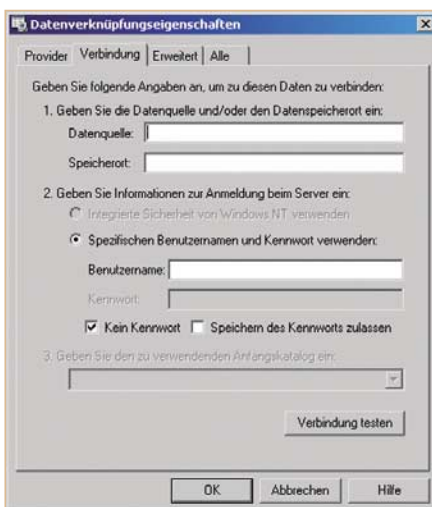 Datenverknüpfungseigenschaften
Provider Verbindung Erweitert Alle
Geben Sie folgende Angaben an, um zu diesen Daten zu verbinden:
1. Geben Sie die Datenquelle und/oder den Datenspeicherort ein:
Datenquelle:
Speicherort:
2. Geben Sie Informationen zur Anmeldung beim Server ein:
Integrierte Sicherheit von Windows NT verwenden
Spezifischen Benutzernamen und Kennwort verwenden:
Benutzername:
Kennwort:
Kein Kennwort Speichern des Kennworts zulassen
3. Geben Sie den zu verwendenden Anfangskatalog ein:
Verbindung testen
OK Abbrechen Hilfe